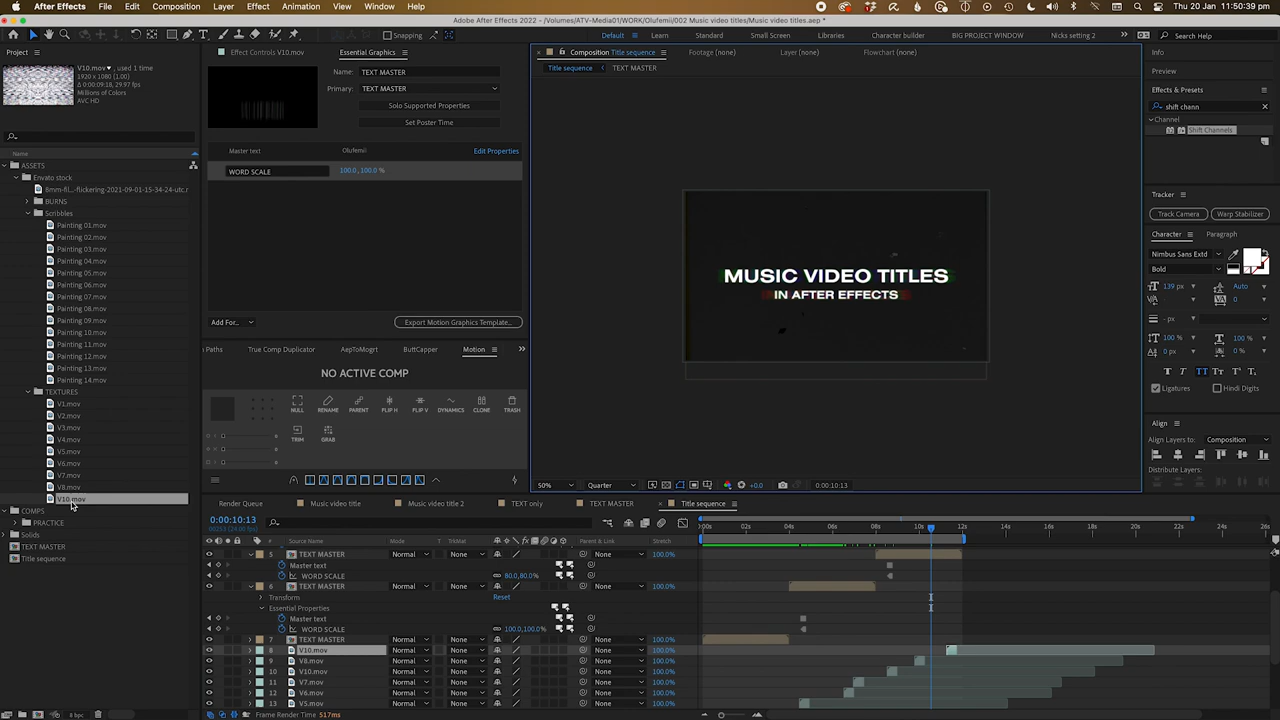 After Effects File Edit Composition Layer Effect Animation View Window Help
Thu 20 Jan 11:50:39 pm
Adobe After Effects 2022 - /Volumes/ATV-Media01/WORK/Olufemii/002 Music video titles/Music video titles.aep *
Snapping
Default Learn Standard Small Screen Libraries Character builder BIG PROJECT WINDOW Nicks setting 2 Search Help
Project
V10.mov , used 1 time
1920 x 1080 (1.00)
Δ 0:00:09:18, 29.97 fps
Millions of Colors
AVC HD
Name
ASSETS
Envato stock
8mm-fil...-flickering-2021-09-01-15-34-24-utc.r
BURNS
Scribbles
Painting 01.mov
Painting 02.mov
Painting 03.mov
Painting 04.mov
Painting 05.mov
Painting 06.mov
Painting 07.mov
Painting 08.mov
Painting 09.mov
Painting 10.mov
Painting 11.mov
Painting 12.mov
Painting 13.mov
Painting 14.mov
TEXTURES
V1.mov
V2.mov
V3.mov
V4.mov
V5.mov
V6.mov
V7.mov
V8.mov
V10.mov
COMPS
PRACTICE
Solids
TEXT MASTER
Title sequence
8 bpc
Effect Controls V10.mov Essential Graphics
Name: TEXT MASTER
Primary: TEXT MASTER
Solo Supported Properties
Set Poster Time
Master text Olufemii Edit Properties
WORD SCALE 100.0,100.0 %
Add For... Export Motion Graphics Template...
n Paths True Comp Duplicator AepToMogrt ButtCapper Motion
NO ACTIVE COMP
NULL RENAME PARENT FLIP H FLIP V DYNAMICS CLONE TRASH
TRIM GRAB
Composition Title sequence Footage (none) Layer (none) Flowchart (none)
Title sequence TEXT MASTER
MUSIC VIDEO TITLES
IN AFTER EFFECTS
50% Quarter +0.0 0:00:10:13
Info
Preview
Effects & Presets
shift chann
Channel
Shift Channels
Tracker
Track Camera Warp Stabilizer
Character Paragraph
Nimbus Sans Extd
Bold
139 px Auto
0
- px
100 % 100 %
0 px 0 %
Ligatures Hindi Digits
Align
Align Layers to: Composition
Distribute Layers:
Render Queue Music video title Music video title 2 TEXT only TEXT MASTER Title sequence
0:00:10:13
00253 (24.00 fps)
# Source Name Mode T TrkMat Parent & Link Stretch
:00s 02s 04s 06s 08s 10s 12s 14s 16s 18s 20s 22s 24s 26s
5 TEXT MASTER Normal None 100.0%
Master text
WORD SCALE 80.0,80.0%
6 TEXT MASTER Normal None None 100.0%
Transform Reset
Essential Properties
Master text
WORD SCALE 100.0,100.0%
7 TEXT MASTER Normal None None 100.0%
8 V10.mov Normal None None 100.0%
9 V8.mov Normal None None 100.0%
10 V10.mov Normal None None 100.0%
11 V7.mov Normal None None 100.0%
12 V6.mov Normal None None 100.0%
13 V5.mov Normal None None 100.0%
Frame Render Time 517ms